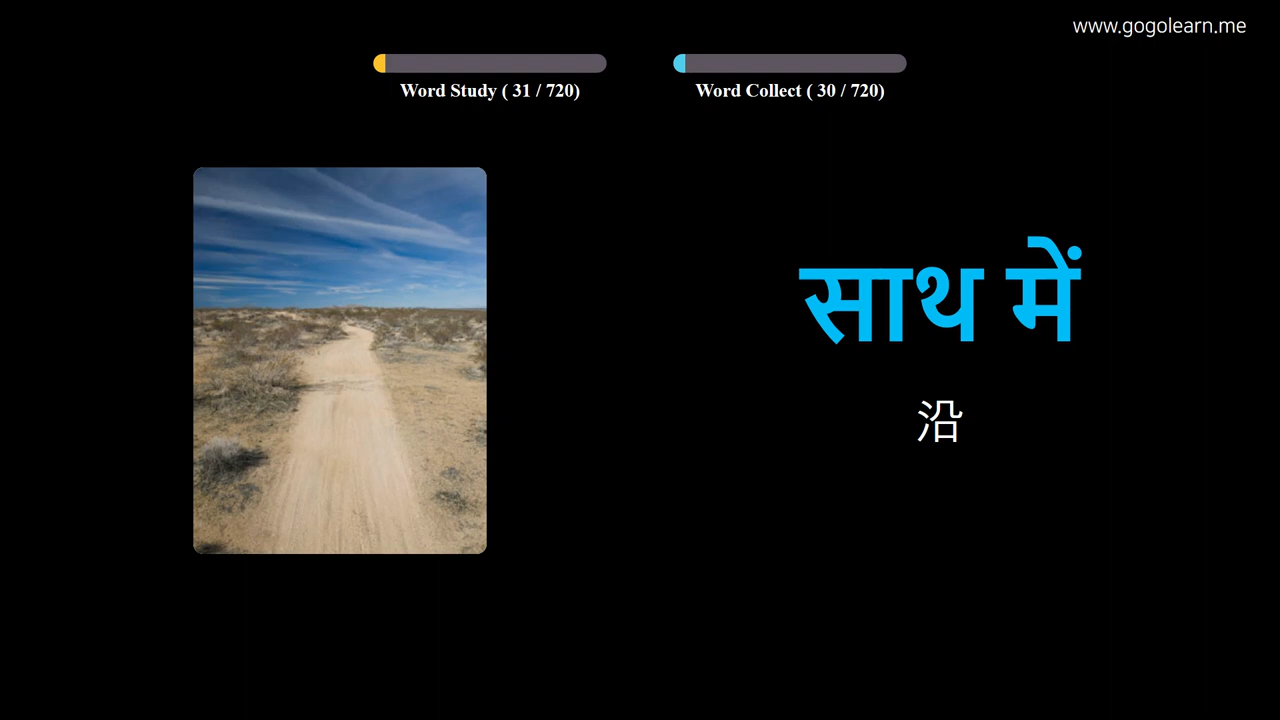 www.gogolearn.me
Word Study ( 31 / 720)
Word Collect ( 30 / 720)
साथ में
沿